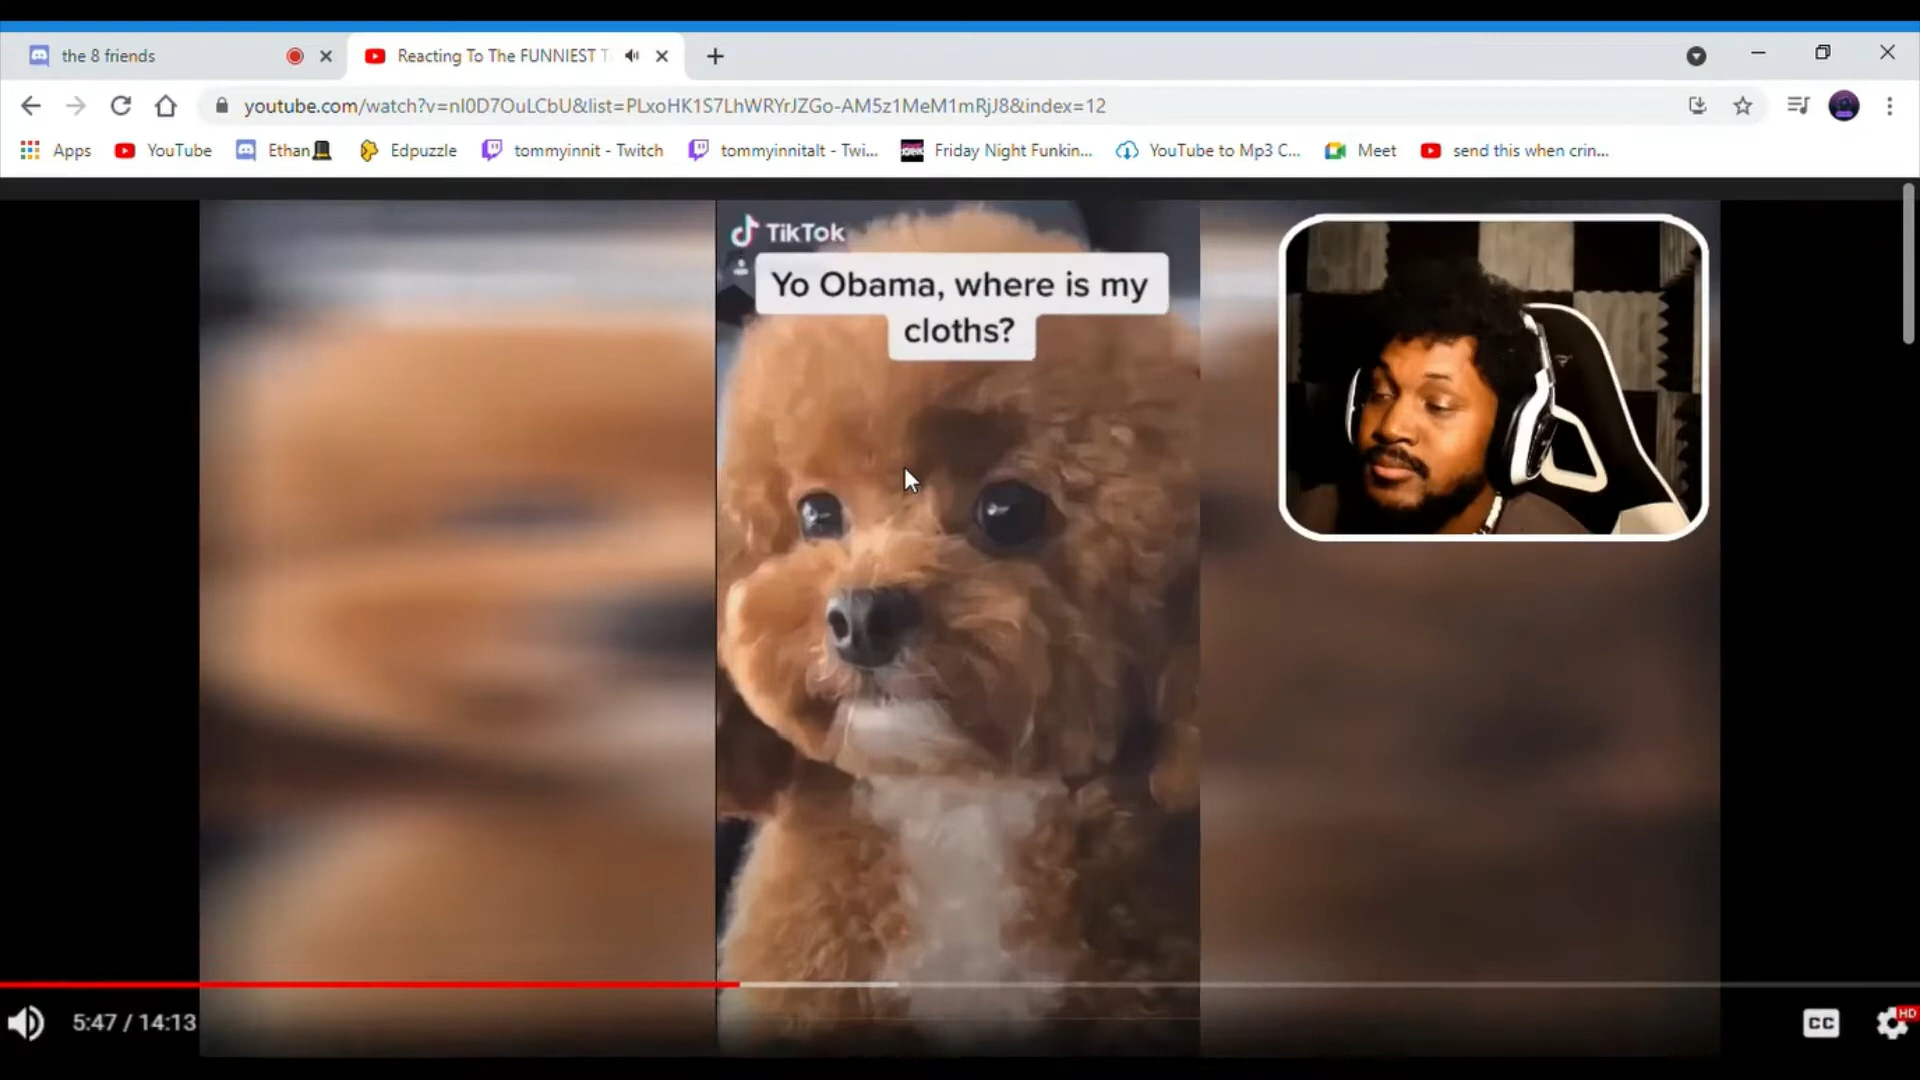 the 8 friends
Reacting To The FUNNIEST T
youtube.com/watch?v=nI0D7OuLCbU&list=PLxoHK1S7LhWRYrJZGo-AM5z1MeM1mRjJ8&index=12
Apps YouTube Ethan Edpuzzle tommyinnit - Twitch tommyinnitalt - Twi... Friday Night Funkin... YouTube to Mp3 C... Meet send this when crin...
TikTok
Yo Obama, where is my
cloths?
5:47 / 14:13
CC
HD